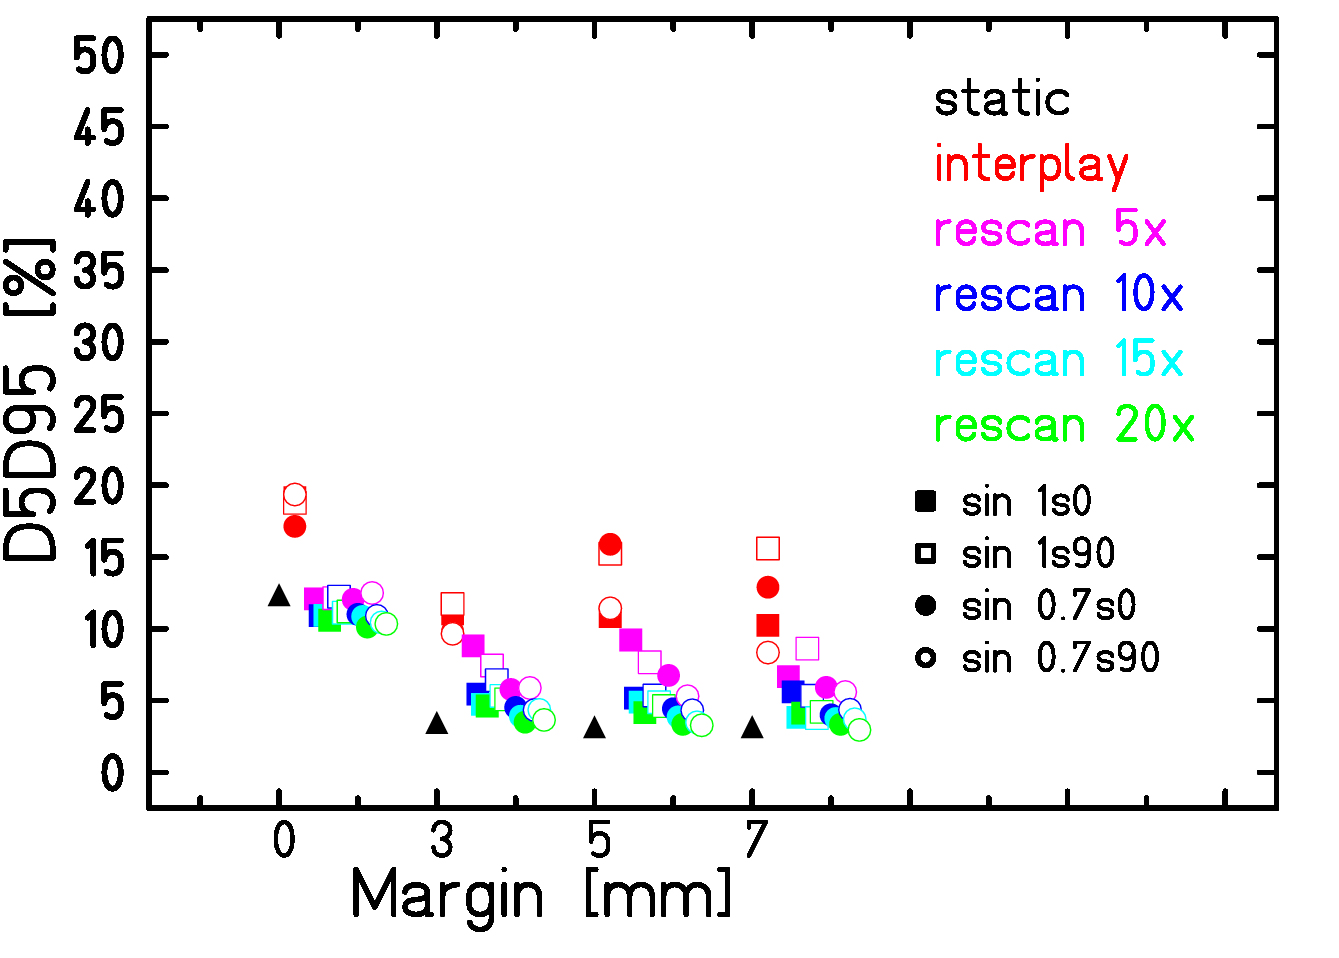 50
45
40
35
30
25
20
15
10
5
0
D5D95 [%]
static
interplay
rescan 5x
rescan 10x
rescan 15x
rescan 20x
sin 1s0
sin 1s90
sin 0.7s0
sin 0.7s90
0 3 5 7
Margin [mm]